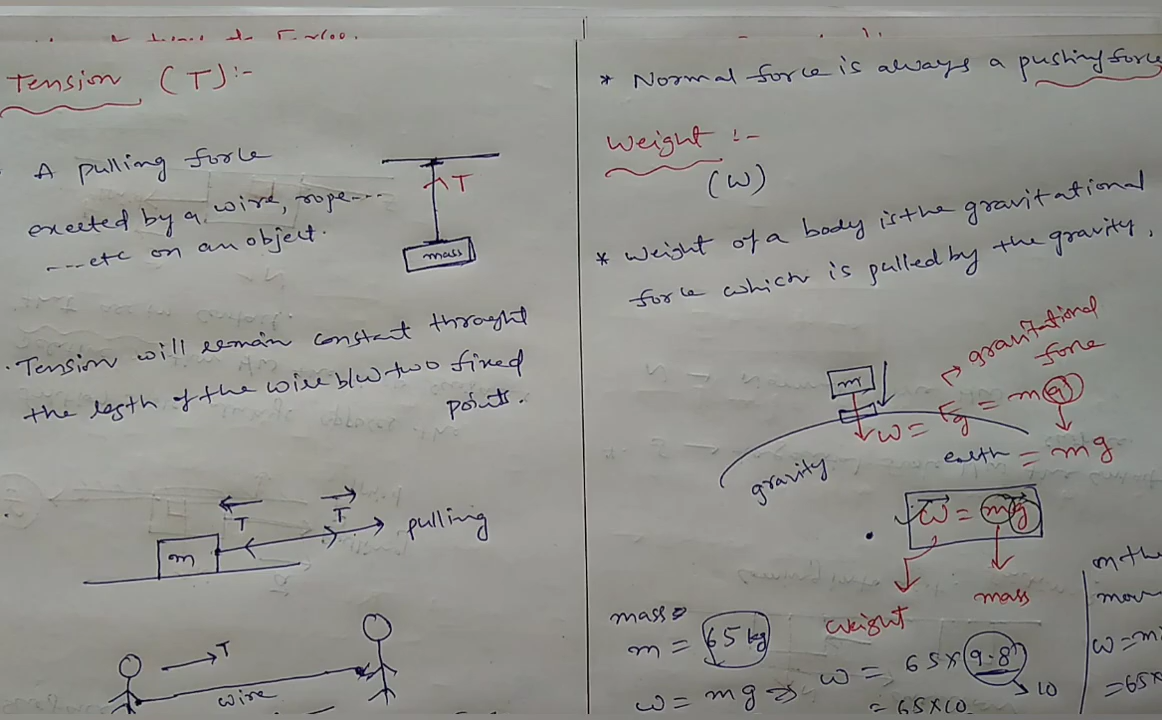 Tension (T):-
A pulling force
exerted by a, wire, rope---
---etc on an object.
T
mass
. Tension will remain constant throught
the legth of the wire b/w two fixed
points.
T
T
pulling
m
T
wire
* Normal force is always a pushing force
Weight :-
(W)
* Weight of a body is the gravitational
force which is pulled by the gravity,
gravitational
force
m
W = Fg = m(g)
gravity
earth = mg
W = mg
weight
mass
mass
m = 65 kg
W = mg
W = 65 × 9.8
10
= 65×10
W = m
= 65×